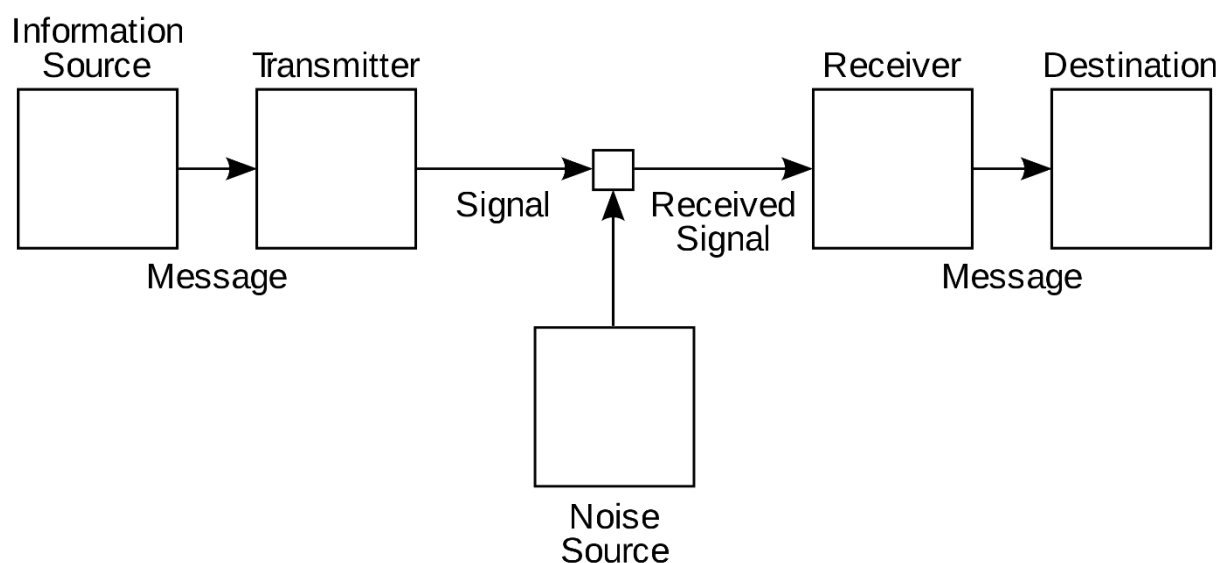 Information
Source
Transmitter
Receiver
Destination
Signal
Received
Signal
Message
Message
Noise
Source